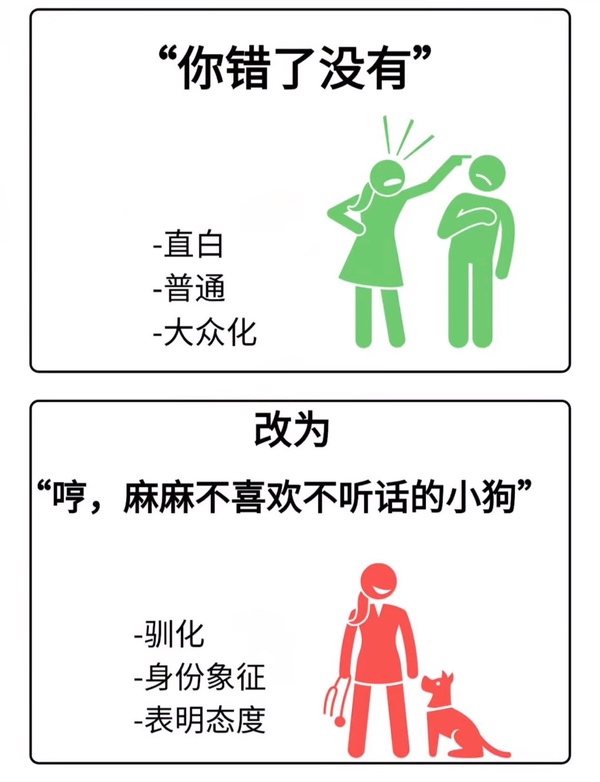 “你错了没有”
-直白
-普通
-大众化
改为
“哼，麻麻不喜欢不听话的小狗”
-驯化
-身份象征
-表明态度